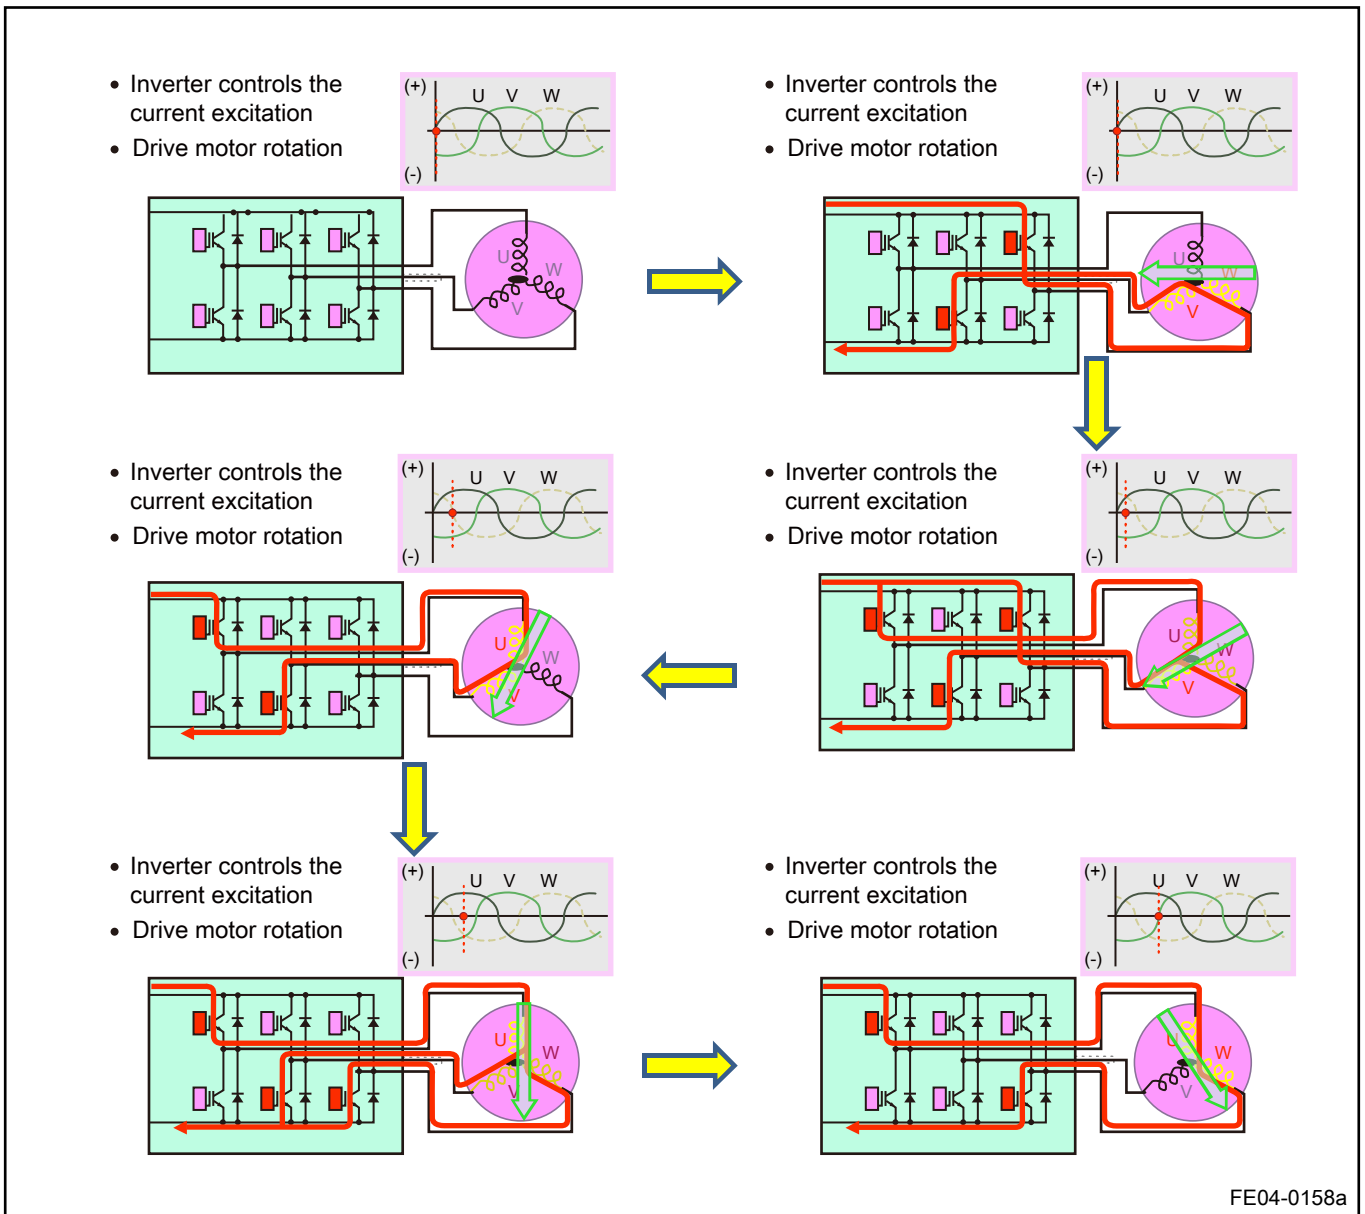 • Inverter controls the
current excitation
• Drive motor rotation
(+)
U V W
(-)
U
W
V
• Inverter controls the
current excitation
• Drive motor rotation
(+)
U V W
(-)
U
W
V
• Inverter controls the
current excitation
• Drive motor rotation
(+)
U V W
(-)
U
W
V
• Inverter controls the
current excitation
• Drive motor rotation
(+)
U V W
(-)
U
W
V
• Inverter controls the
current excitation
• Drive motor rotation
(+)
U V W
(-)
U
W
V
• Inverter controls the
current excitation
• Drive motor rotation
(+)
U V W
(-)
U
W
V
FE04-0158a